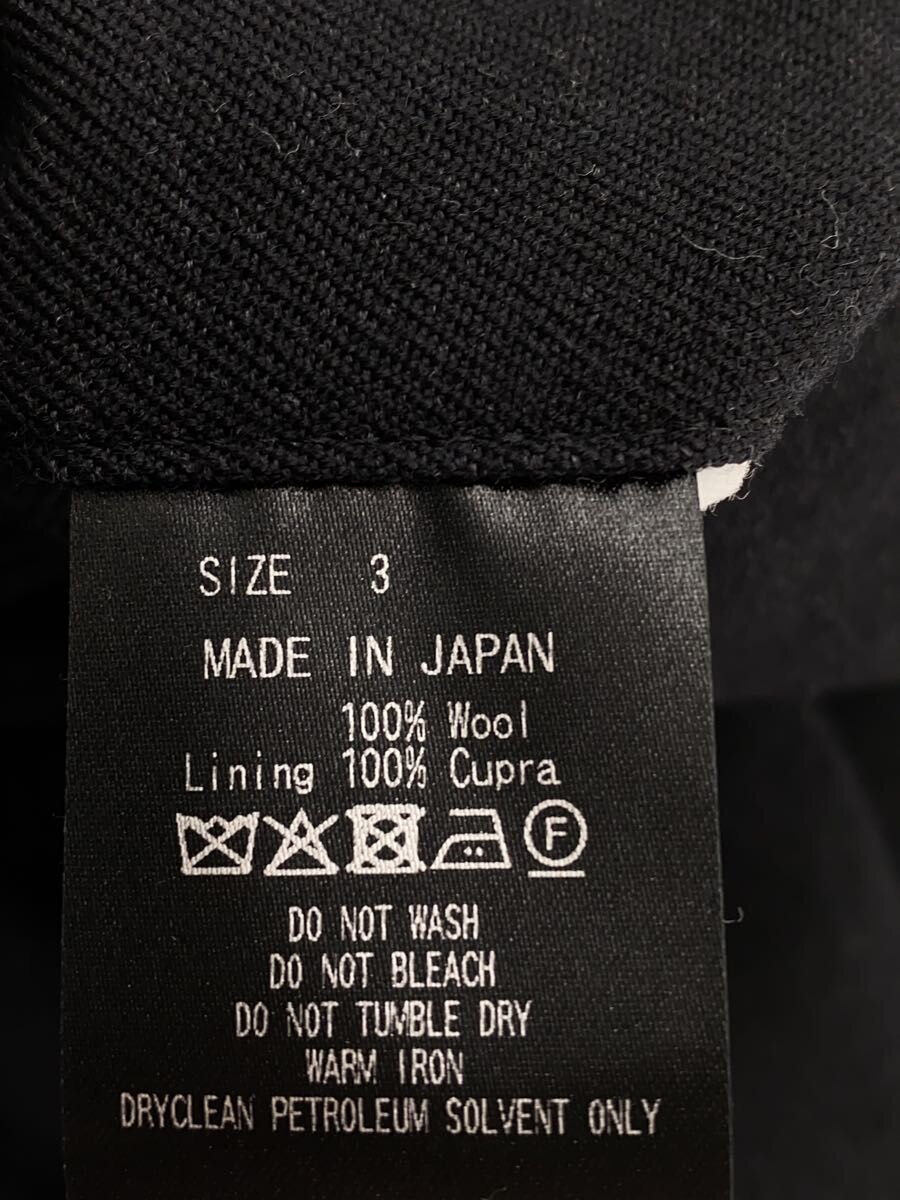 SIZE 3
MADE IN JAPAN
100% Wool
Lining 100% Cupra
F
DO NOT WASH
DO NOT BLEACH
DO NOT TUMBLE DRY
WARM IRON
DRYCLEAN PETROLEUM SOLVENT ONLY